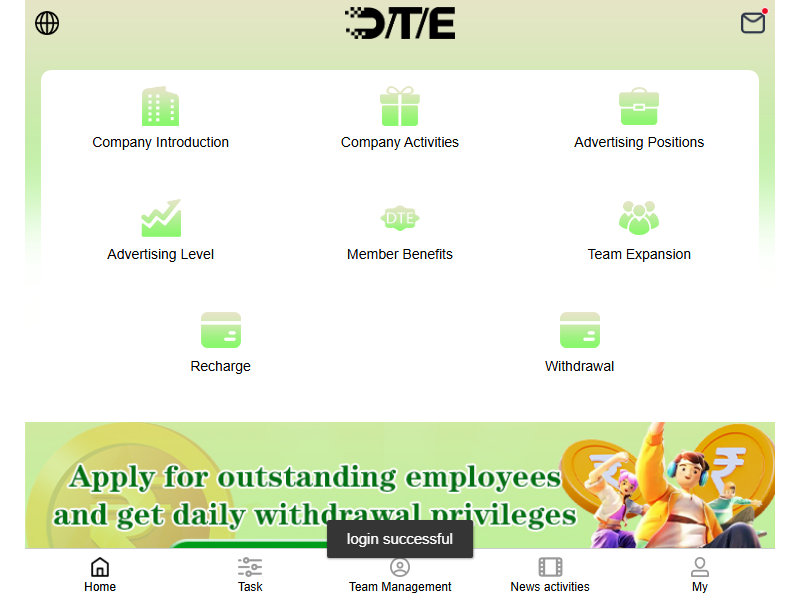 D/T/E
Company Introduction
Company Activities
Advertising Positions
Advertising Level
DTE
Member Benefits
Team Expansion
Recharge
Withdrawal
Apply for outstanding employees
and get daily withdrawal privileges
₹
₹
login successful
Home
Task
Team Management
News activities
My